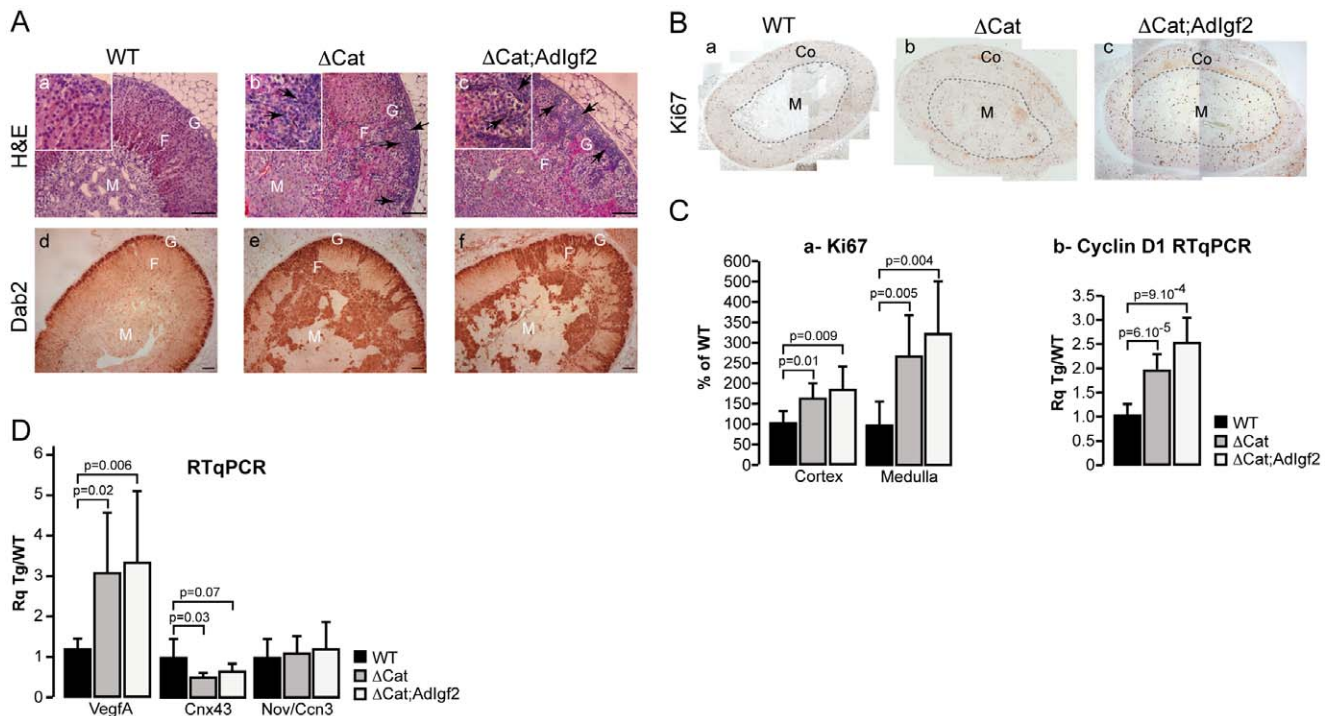 A
WT
ΔCat
ΔCat;AdIgf2
H&E
a
G
F
M
b
G
F
M
c
G
F
Dab2
d
G
F
M
e
G
F
M
f
G
F
M
B
WT
ΔCat
ΔCat;AdIgf2
Ki67
a
Co
M
b
Co
M
c
Co
M
C
a- Ki67
% of WT
600
500
400
350
300
250
200
150
100
50
0
p=0.009
p=0.01
p=0.004
p=0.005
Cortex
Medulla
b- Cyclin D1 RTqPCR
Rq Tg/WT
3.5
3.0
2.5
2.0
1.5
1.0
0.5
0
p=9.10-4
p=6.10-5
WT
ΔCat
ΔCat;AdIgf2
D
RTqPCR
Rq Tg/WT
6
5
4
3
2
1
0
p=0.006
p=0.02
p=0.07
p=0.03
VegfA
Cnx43
Nov/Ccn3
WT
ΔCat
ΔCat;AdIgf2